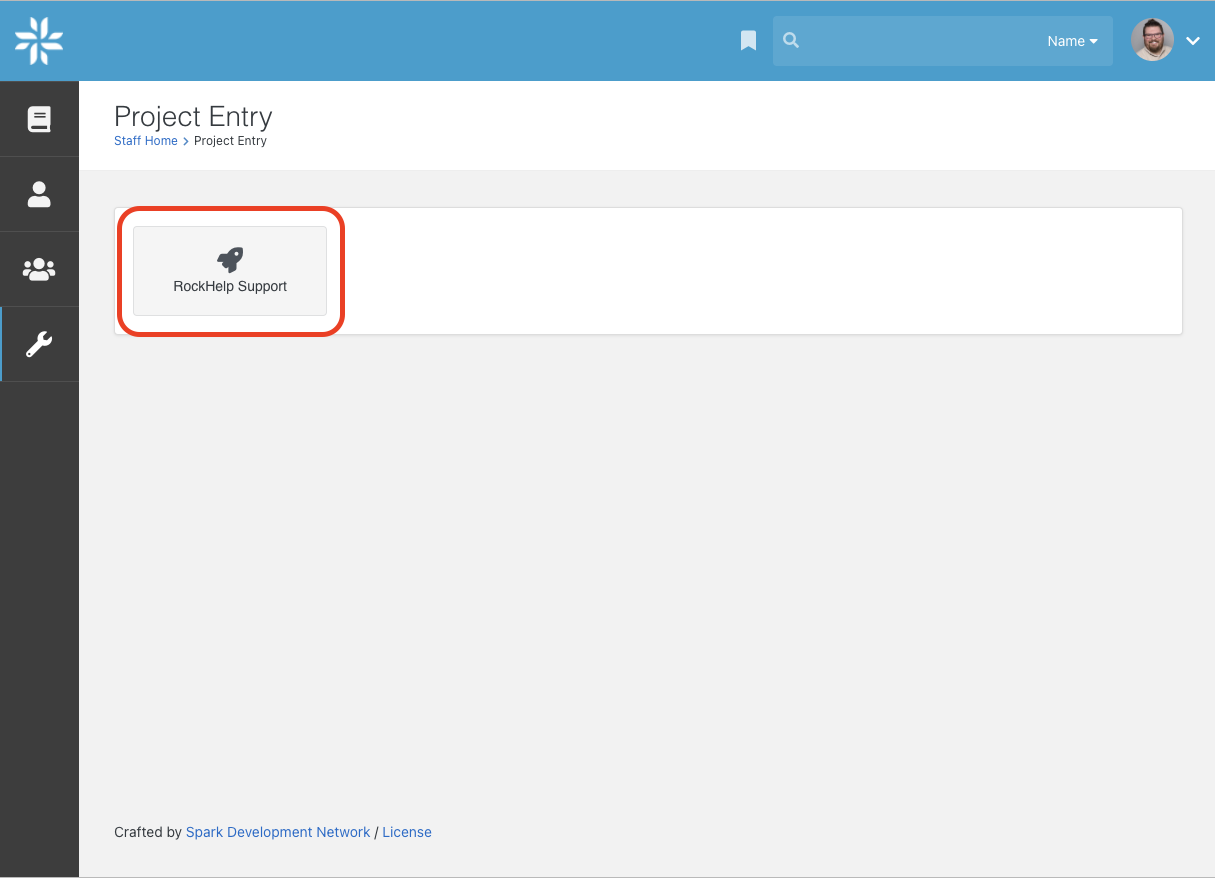 Name
Project Entry
Staff Home > Project Entry
RockHelp Support
Crafted by Spark Development Network / License